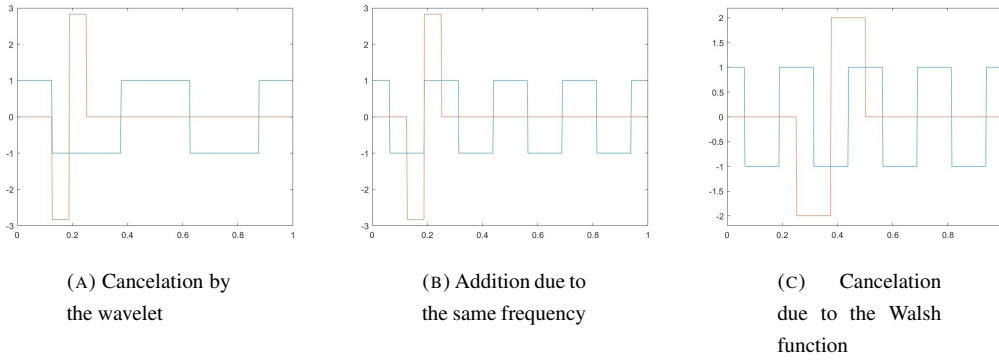 3
2
1
0
-1
-2
-3
0 0.2 0.4 0.6 0.8 1
3
2
1
0
-1
-2
-3
0 0.2 0.4 0.6 0.8 1
2
1.5
1
0.5
0
-0.5
-1
-1.5
-2
0 0.2 0.4 0.6 0.8
(A) Cancelation by
the wavelet
(B) Addition due to
the same frequency
(C) Cancelation
due to the Walsh
function